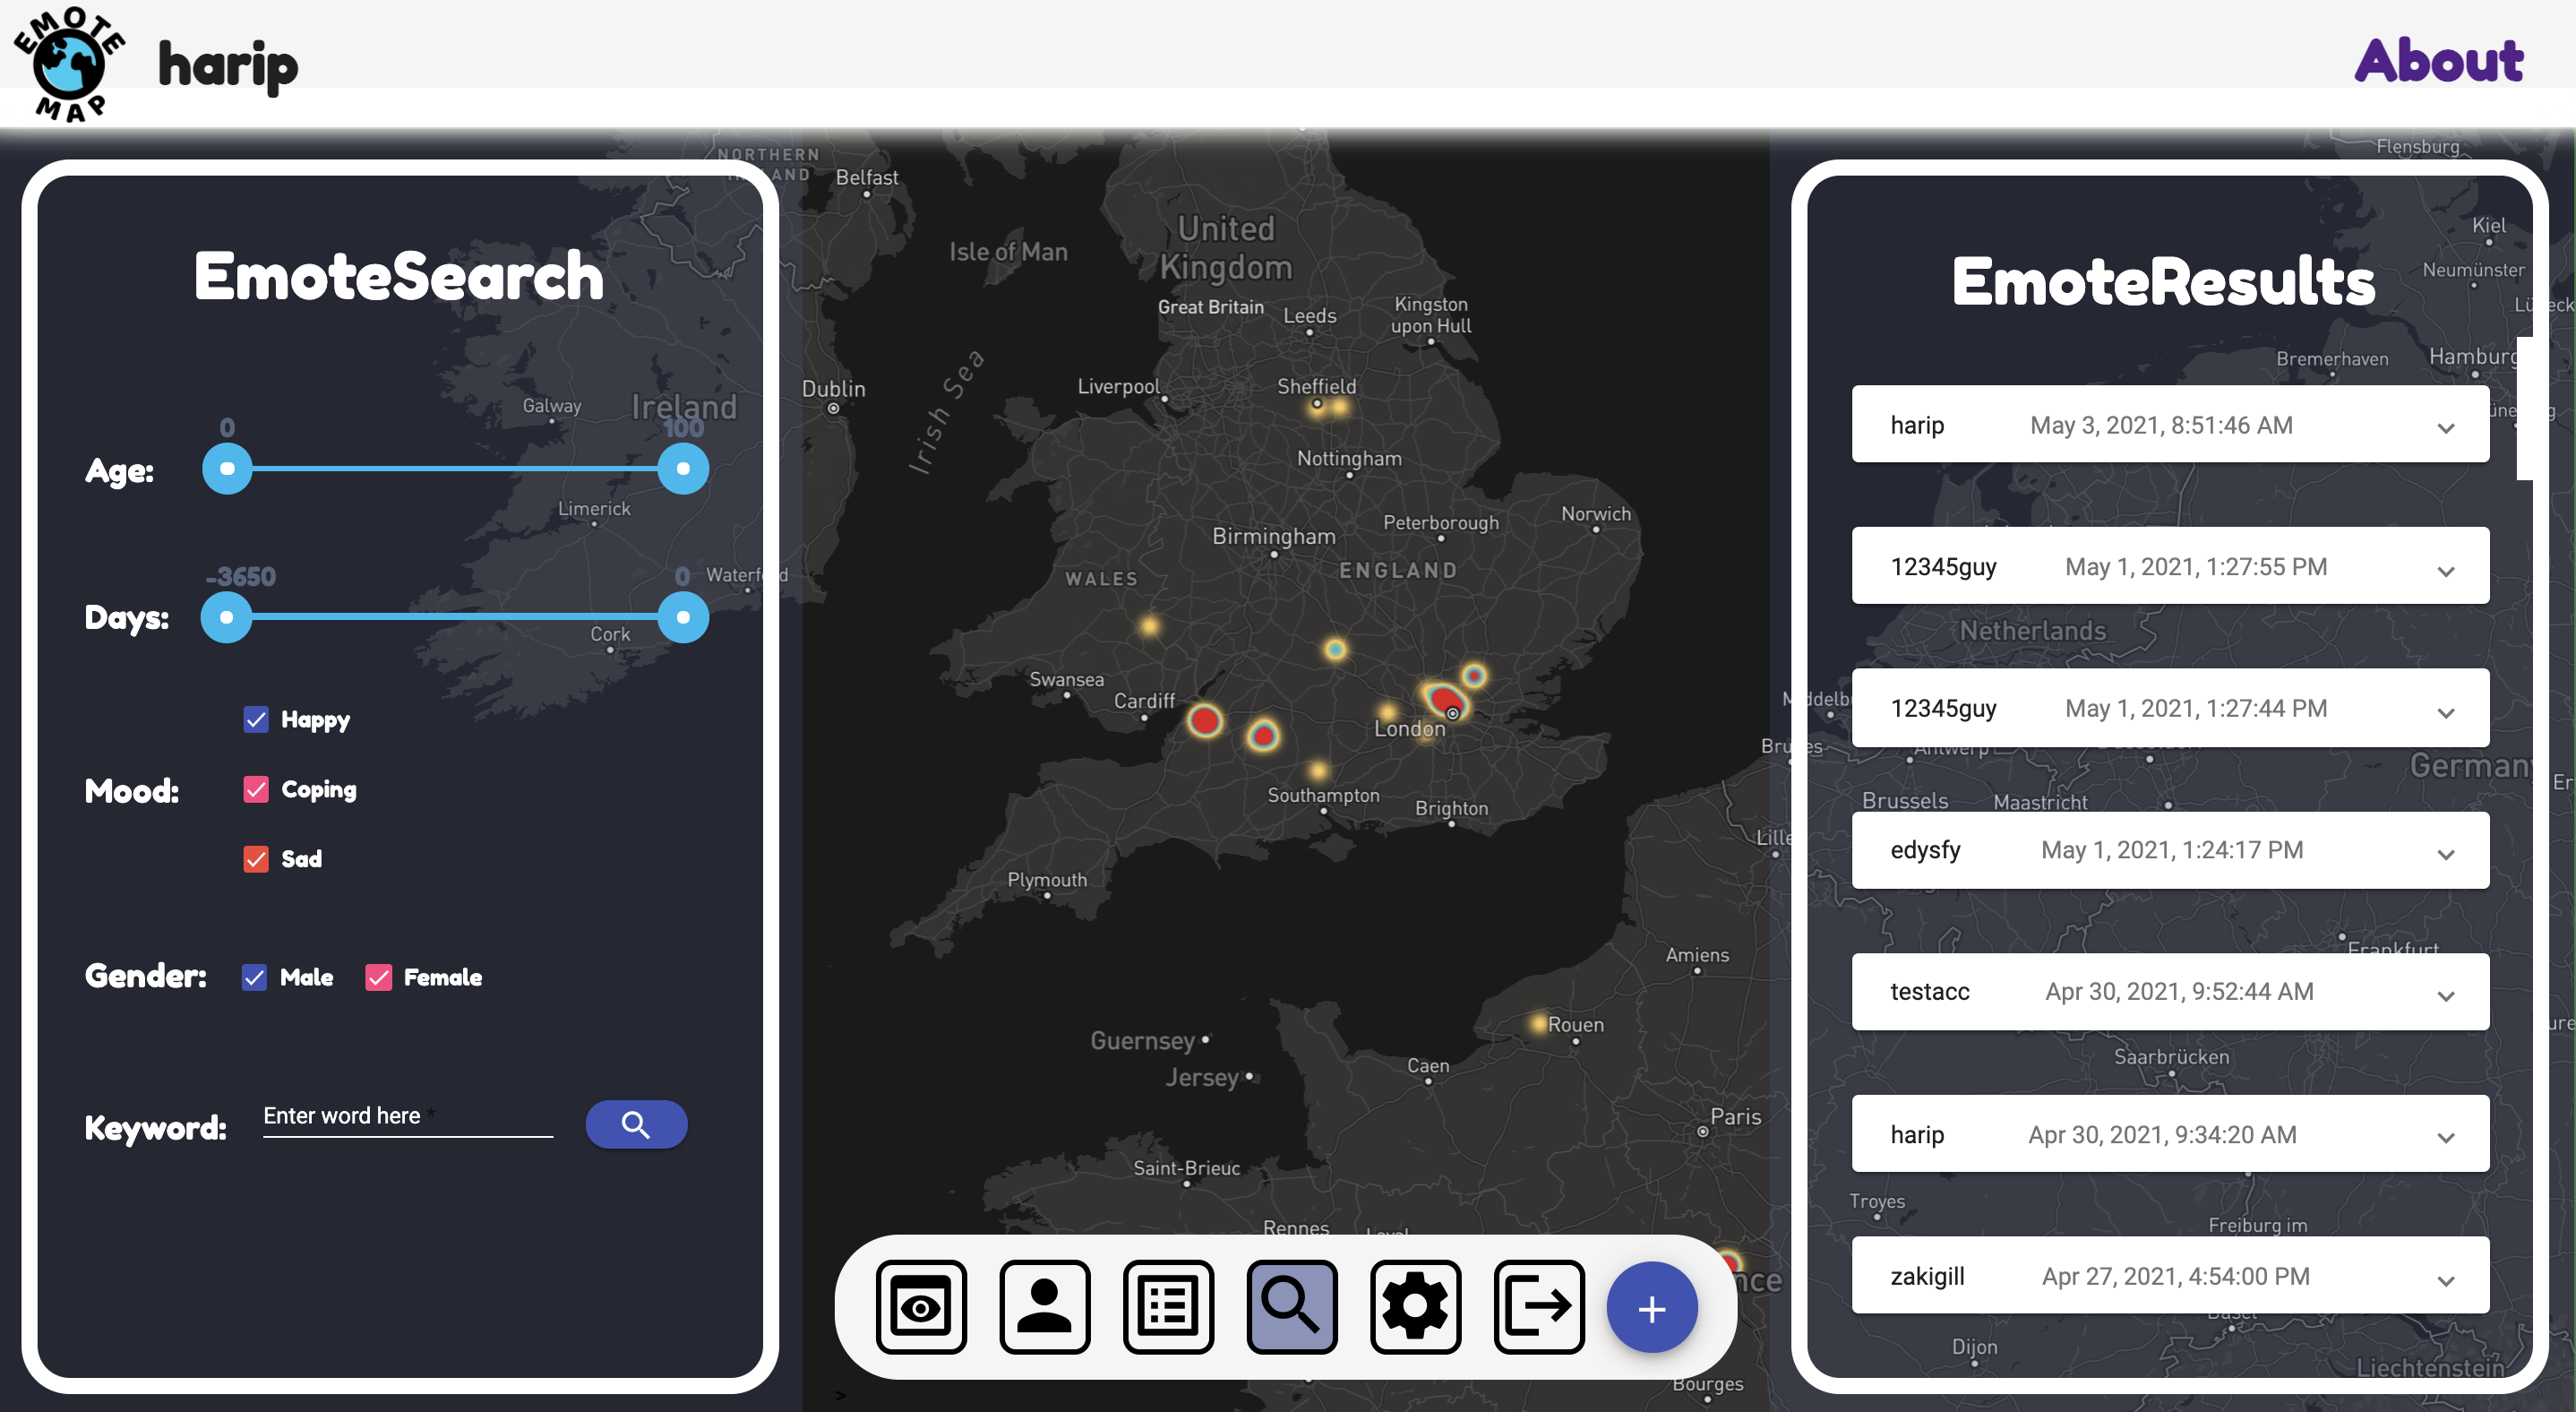 EMOTE
MAP
harip
About
EmoteSearch
Age:
0
100
Days:
-3650
0
Mood:
Happy
Coping
Sad
Gender:
Male
Female
Keyword:
Enter word here *
NORTHERN
Belfast
Isle of Man
United
Kingdom
Great Britain
Leeds
Kingston
upon Hull
Irish Sea
Dublin
Galway
Ireland
Limerick
Cork
Liverpool
Sheffield
Nottingham
Norwich
Peterborough
Birmingham
ENGLAND
WALES
Swansea
Cardiff
London
Southampton
Brighton
Plymouth
Guernsey
Jersey
Amiens
Rouen
Caen
Paris
Saint-Brieuc
Rennes
Bourges
>
+
EmoteResults
harip May 3, 2021, 8:51:46 AM
12345guy May 1, 2021, 1:27:55 PM
12345guy May 1, 2021, 1:27:44 PM
edysfy May 1, 2021, 1:24:17 PM
testacc Apr 30, 2021, 9:52:44 AM
harip Apr 30, 2021, 9:34:20 AM
zakigill Apr 27, 2021, 4:54:00 PM
Flensburg
Kiel
Neumünster
Bremerhaven
Hamburg
Netherlands
Antwerp
Brussels
Maastricht
Lille
Frankfurt
Saarbrücken
Troyes
Freiburg im
Basel
Dijon
Liechtenstein